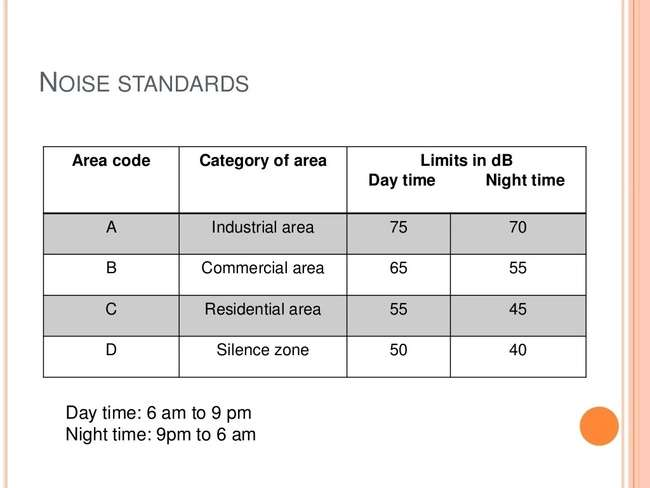 NOISE STANDARDS
Area code Category of area Limits in dB
Day time Night time
A Industrial area 75 70
B Commercial area 65 55
C Residential area 55 45
D Silence zone 50 40
Day time: 6 am to 9 pm
Night time: 9pm to 6 am